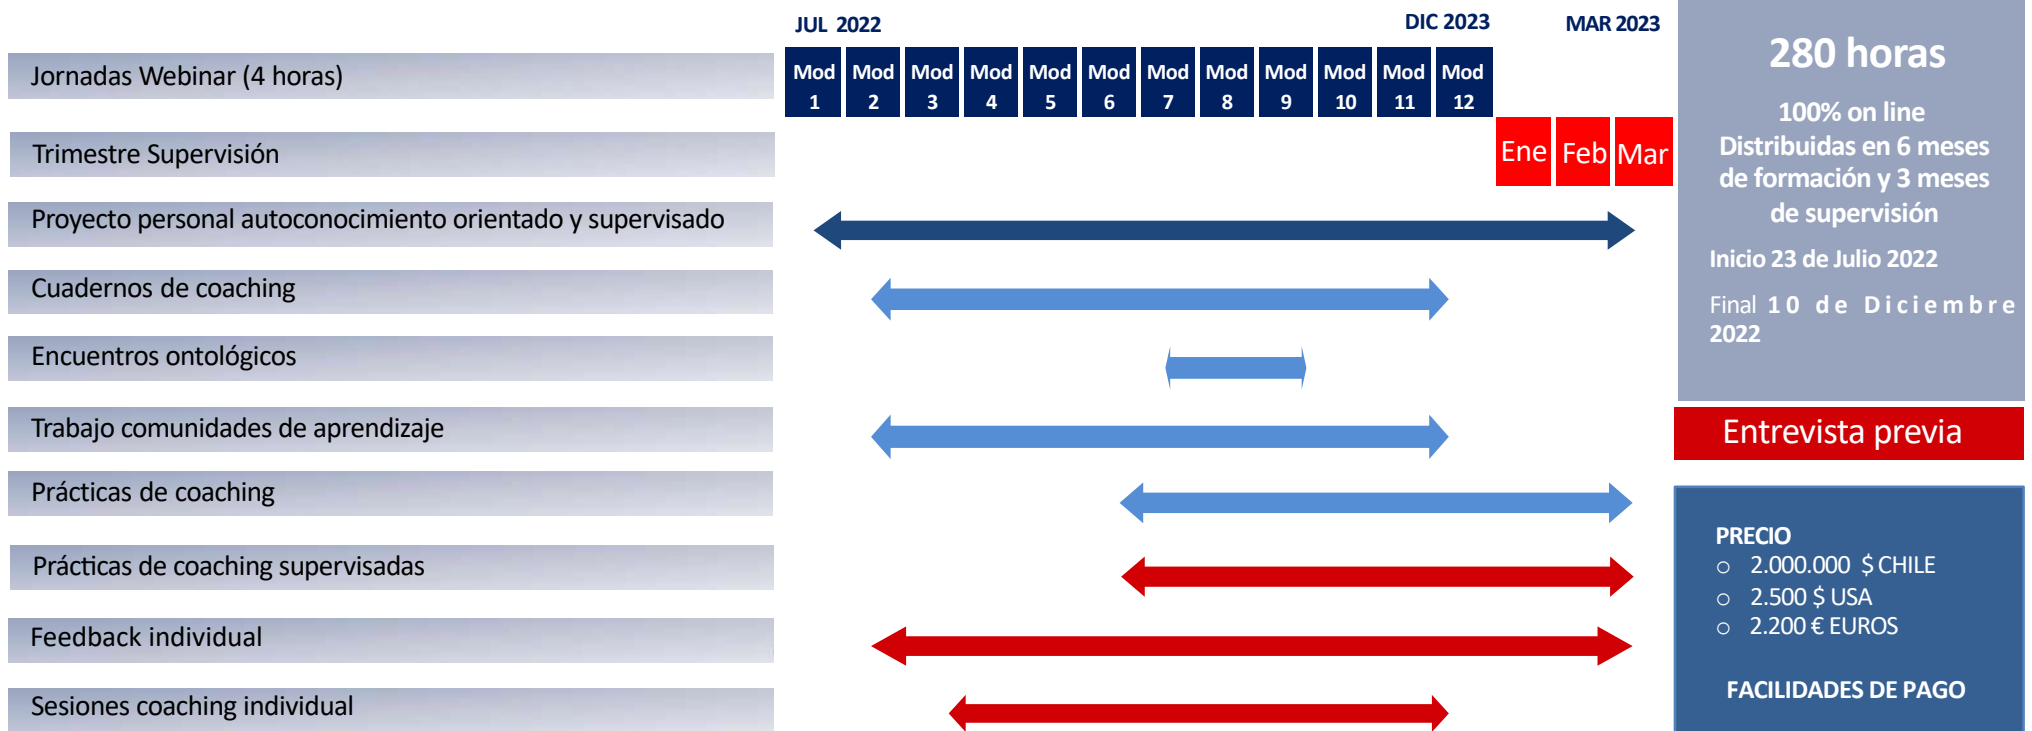 JUL 2022
DIC 2023
MAR 2023
Jornadas Webinar (4 horas)
Mod 1
Mod 2
Mod 3
Mod 4
Mod 5
Mod 6
Mod 7
Mod 8
Mod 9
Mod 10
Mod 11
Mod 12
Trimestre Supervisión
Ene
Feb
Mar
Proyecto personal autoconocimiento orientado y supervisado
Cuadernos de coaching
Encuentros ontológicos
Trabajo comunidades de aprendizaje
Prácticas de coaching
Prácticas de coaching supervisadas
Feedback individual
Sesiones coaching individual
280 horas
100% on line
Distribuidas en 6 meses
de formación y 3 meses
de supervisión
Inicio 23 de Julio 2022
Final 10 de Diciembre
2022
Entrevista previa
PRECIO
o 2.000.000 $ CHILE
o 2.500 $ USA
o 2.200 € EUROS
FACILIDADES DE PAGO